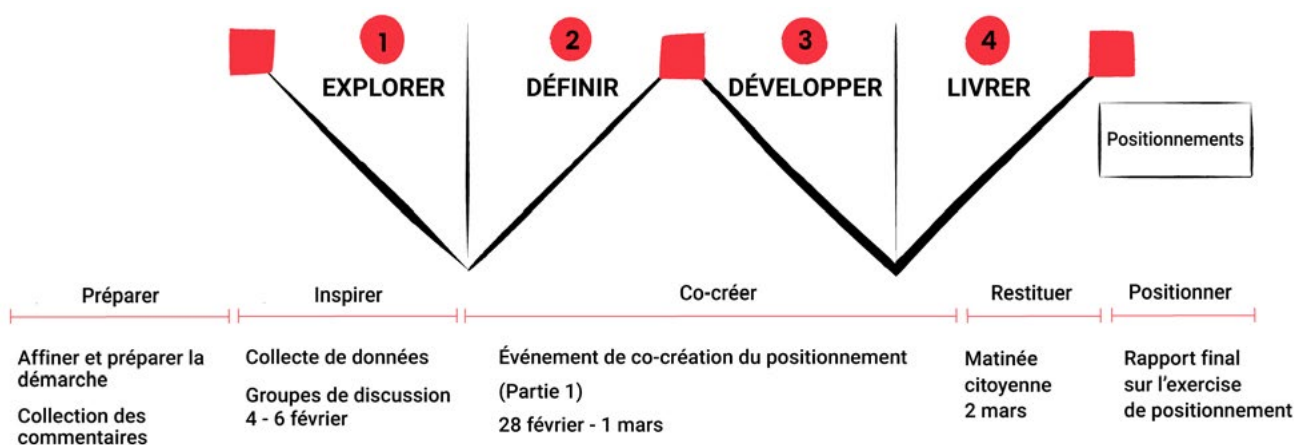 1
EXPLORER
2
DÉFINIR
3
DÉVELOPPER
4
LIVRER
Positionnements
Préparer
Inspirer
Co-créer
Restituer
Positionner
Affiner et préparer la
démarche
Collection des
commentaires
Collecte de données
Groupes de discussion
4 - 6 février
Événement de co-création du positionnement
(Partie 1)
28 février - 1 mars
Matinée
citoyenne
2 mars
Rapport final
sur l'exercise
de positionnement